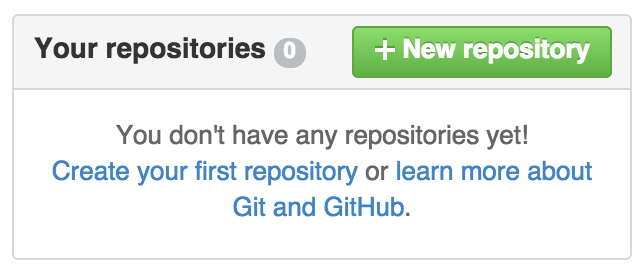 Your repositories 0 + New repository
You don't have any repositories yet!
Create your first repository or learn more about
Git and GitHub.